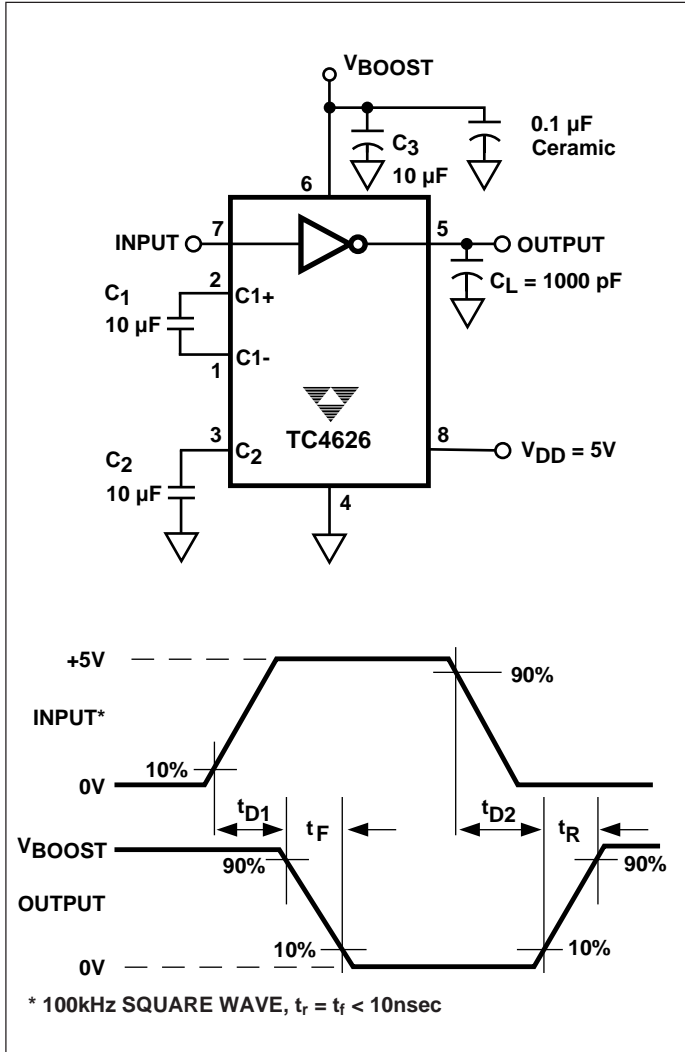 VBOOST
C3
10 µF
0.1 µF
Ceramic
6
INPUT
7
5
OUTPUT
CL = 1000 pF
C1
10 µF
2
C1+
C1-
1
TC4626
C2
10 µF
3
C2
8
VDD = 5V
4
+5V
INPUT*
0V
10%
90%
tD1
tF
tD2
tR
VBOOST
OUTPUT
0V
90%
10%
10%
90%
* 100kHz SQUARE WAVE, tr = tf < 10nsec